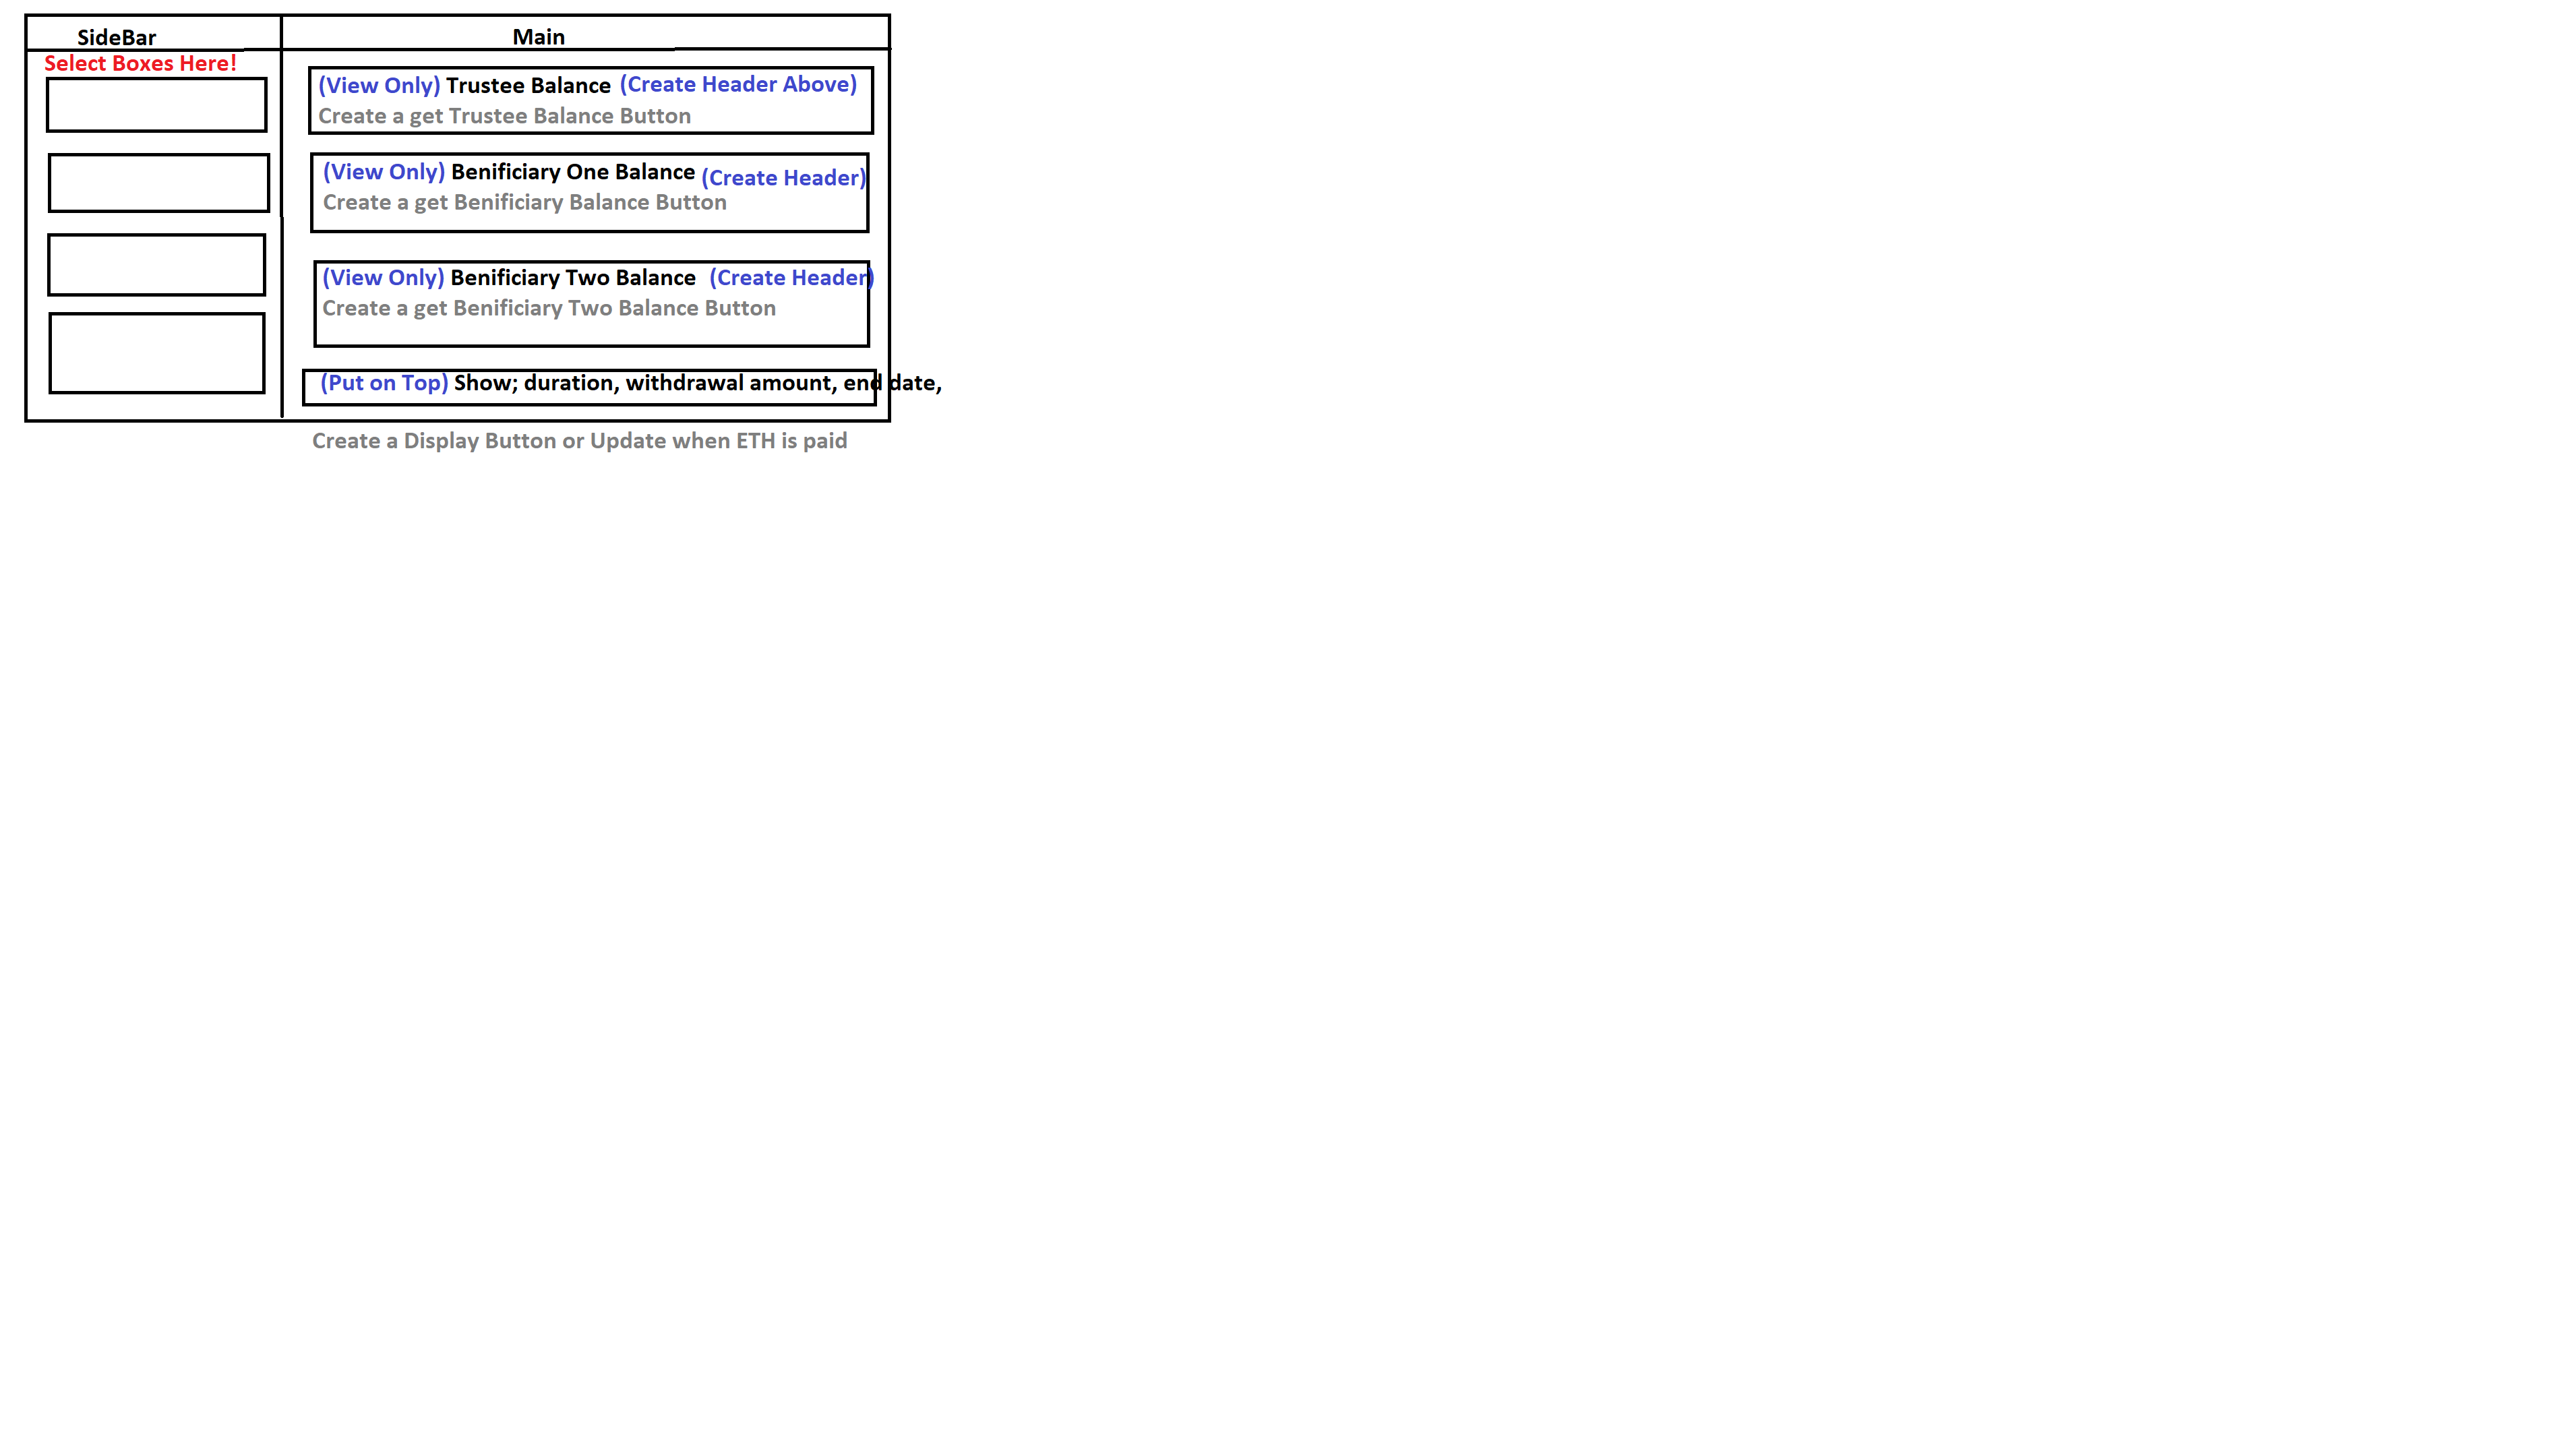 SideBar
Main
Select Boxes Here!
(View Only) Trustee Balance (Create Header Above)
Create a get Trustee Balance Button
(View Only) Benificiary One Balance (Create Header)
Create a get Benificiary Balance Button
(View Only) Benificiary Two Balance (Create Header)
Create a get Benificiary Two Balance Button
(Put on Top) Show; duration, withdrawal amount, end date,
Create a Display Button or Update when ETH is paid